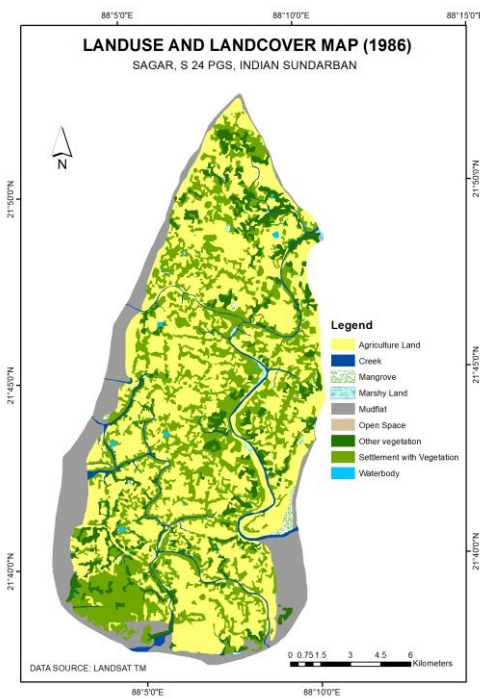 88°5'0"E 88°10'0"E 88°15'0"E
LANDUSE AND LANDCOVER MAP (1986)
SAGAR, S 24 PGS, INDIAN SUNDARBAN
N
21°50'0"N 21°50'0"N
21°45'0"N 21°45'0"N
21°40'0"N 21°40'0"N
Legend
Agriculture Land
Creek
Mangrove
Marshy Land
Mudflat
Open Space
Other vegetation
Settlement with Vegetation
Waterbody
0 0.75 1.5 3 4.5 6
Kilometers
DATA SOURCE: LANDSAT TM
88°5'0"E 88°10'0"E